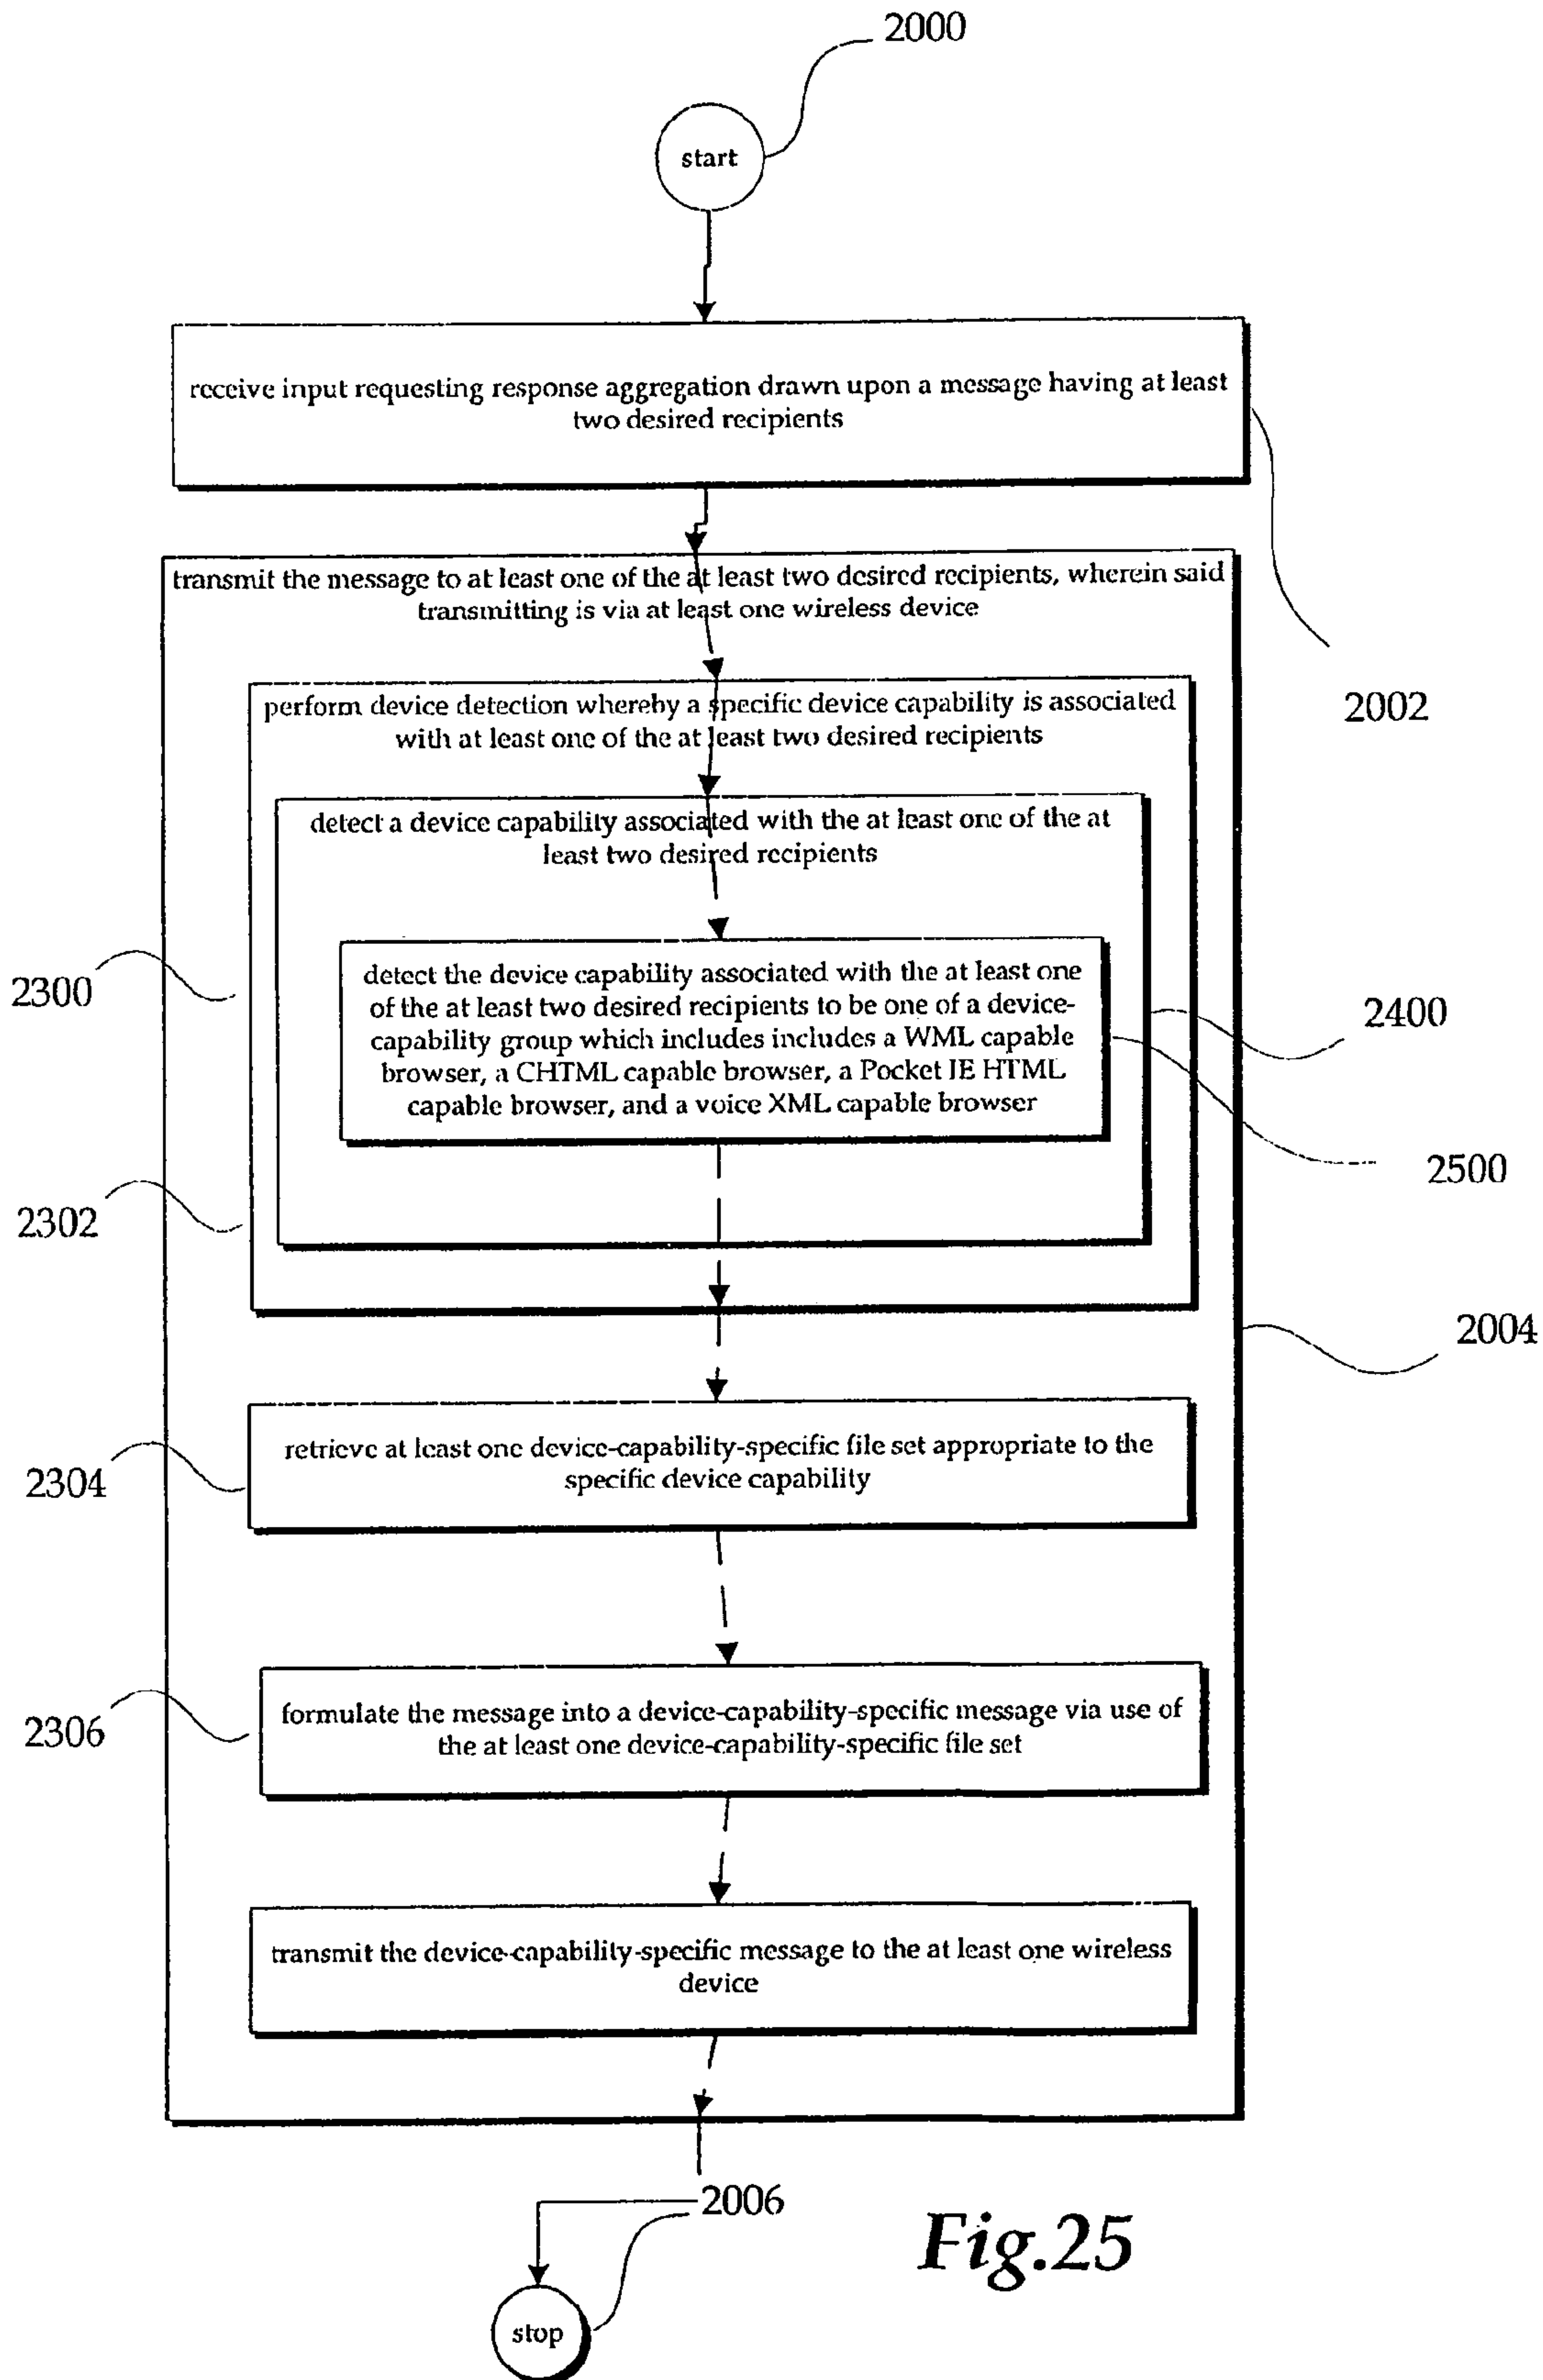 2000
start
receive input requesting response aggregation drawn upon a message having at least
two desired recipients
transmit the message to at least one of the at least two desired recipients, wherein said
transmitting is via at least one wireless device
2002
perform device detection whereby a specific device capability is associated
with at least one of the at least two desired recipients
detect a device capability associated with the at least one of the at
least two desired recipients
2300
detect the device capability associated with the at least one
of the at least two desired recipients to be one of a device-
capability group which includes includes a WML capable
browser, a CHTML capable browser, a Pocket IE HTML
capable browser, and a voice XML capable browser
2400
2500
2302
2004
retrieve at least one device-capability-specific file set appropriate to the
specific device capability
2304
formulate the message into a device-capability-specific message via use of
the at least one device-capability-specific file set
2306
transmit the device-capability-specific message to the at least one wireless
device
2006
Fig.25
stop